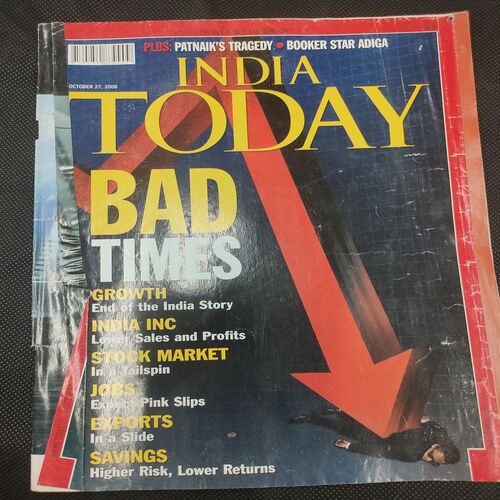 PLUS: PATNAIK'S TRAGEDY • BOOKER STAR ADIGA
INDIA
TODAY
OCTOBER 27, 2008
BAD
TIMES
GROWTH
End of the India Story
INDIA INC
Lower Sales and Profits
STOCK MARKET
In a Tailspin
JOBS
Expect Pink Slips
EXPORTS
In a Slide
SAVINGS
Higher Risk, Lower Returns